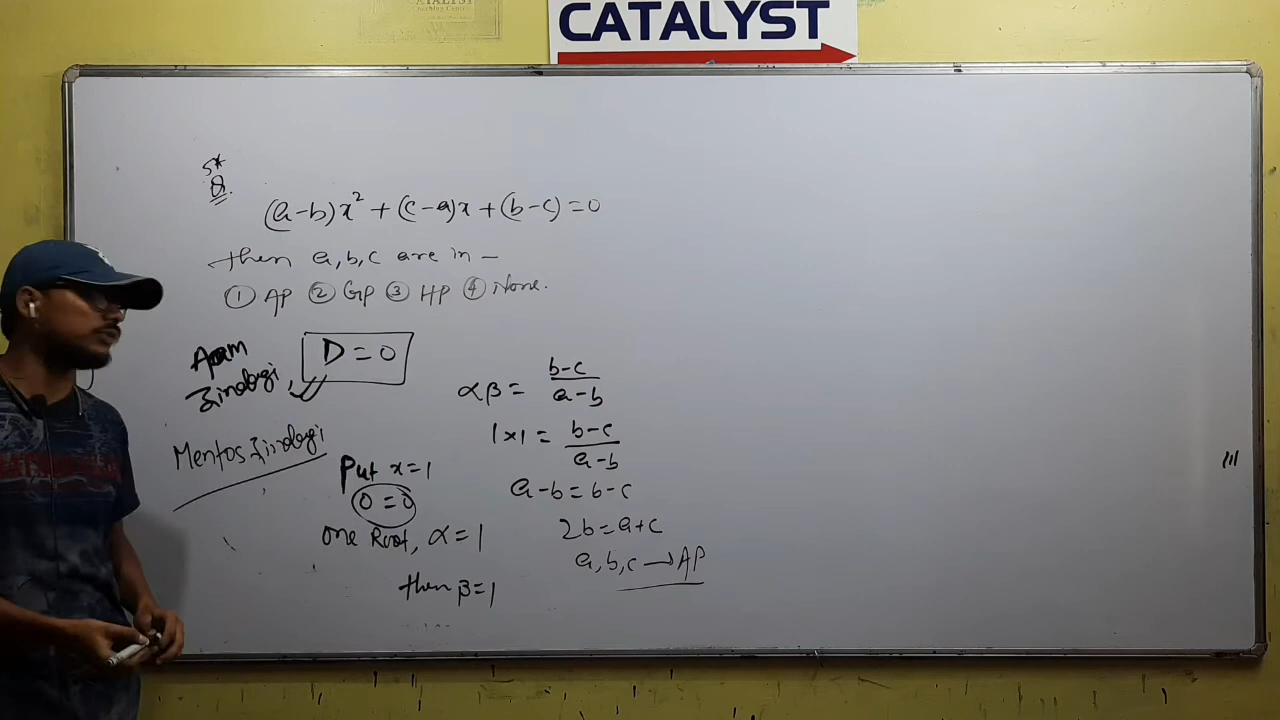 CATALYST
CATALYST
5*
Q.
(a-b)x² + (c-a)x + (b-c) = 0
then a, b, c are in —
① AP ② GP ③ HP ④ None.
Aam Zindagi, D = 0
Mentos Zindagi
Put x=1
0 = 0
one Root, α = 1
then β = 1
αβ = b-c / a-b
1×1 = b-c / a-b
a-b = b-c
2b = a+c
a, b, c → AP